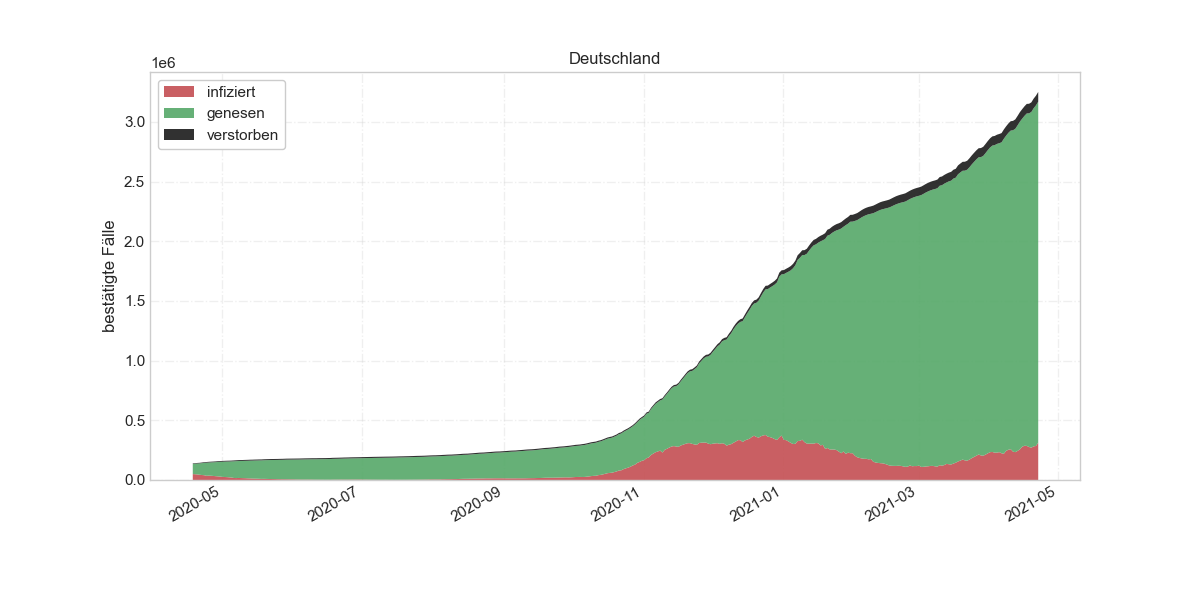 Deutschland
1e6
infiziert
genesen
verstorben
bestätigte Fälle
3.0
2.5
2.0
1.5
1.0
0.5
0.0
2020-05
2020-07
2020-09
2020-11
2021-01
2021-03
2021-05